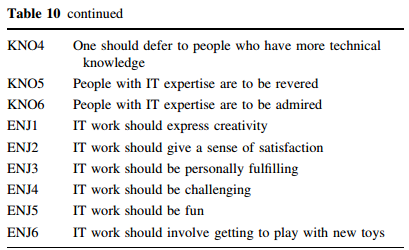 Table 10 continued
KNO4 One should defer to people who have more technical
knowledge
KNO5 People with IT expertise are to be revered
KNO6 People with IT expertise are to be admired
ENJ1 IT work should express creativity
ENJ2 IT work should give a sense of satisfaction
ENJ3 IT work should be personally fulfilling
ENJ4 IT work should be challenging
ENJ5 IT work should be fun
ENJ6 IT work should involve getting to play with new toys